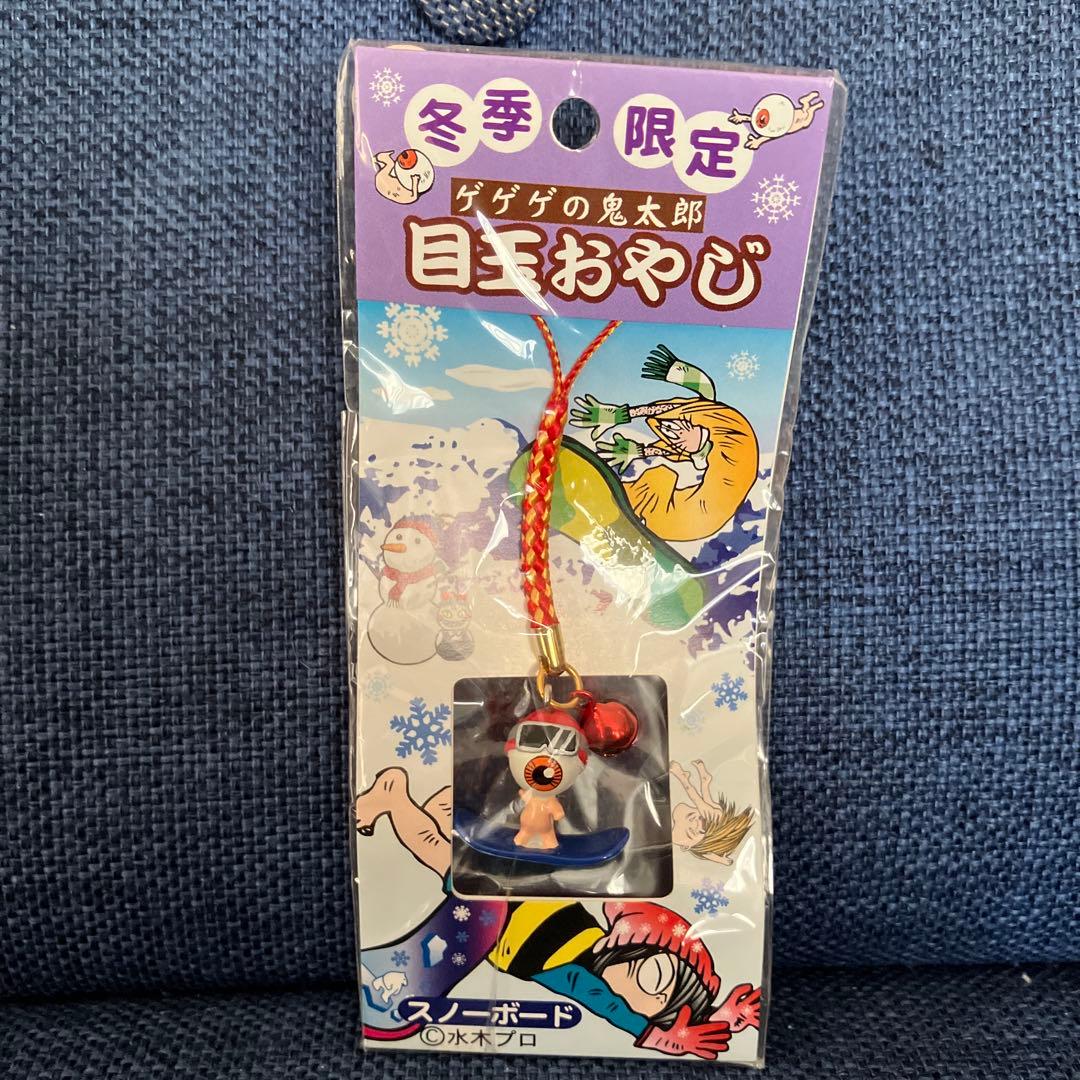 冬季限定
ゲゲゲの鬼太郎
目玉おやじ
スノーボード
©水木プロ